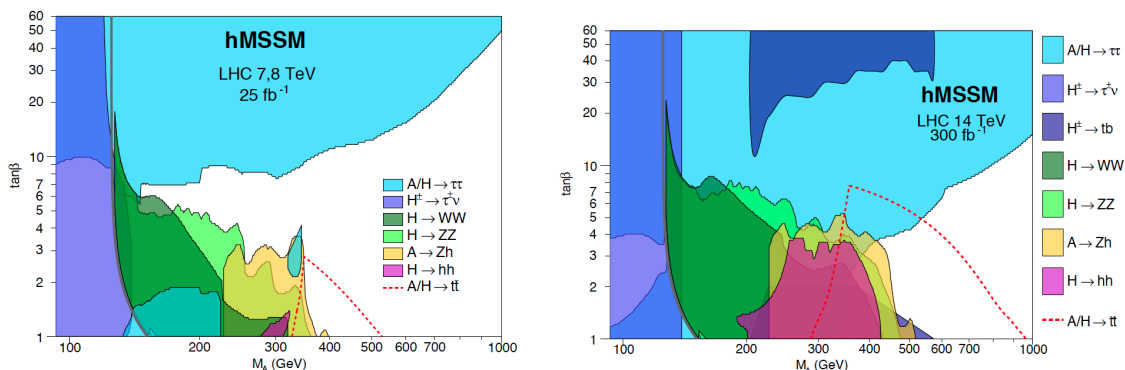 60
50
40
30
20
10
7
6
5
4
3
2
1
tanβ
hMSSM
LHC 7,8 TeV
25 fb⁻¹
A/H→ττ
H±→τ±ν
H→WW
H→ZZ
A→Zh
H→hh
A/H→tt̄
100
200
300
400
500
600 700
1000
M_A (GeV)
60
50
40
30
20
10
8
7
6
5
4
3
2
1
tanβ
hMSSM
LHC 14 TeV
300 fb⁻¹
100
200
300
400
500
600 700
1000
M_A (GeV)
A/H→ττ
H±→τ±ν
H±→tb
H→WW
H→ZZ
A→Zh
H→hh
A/H→tt̄